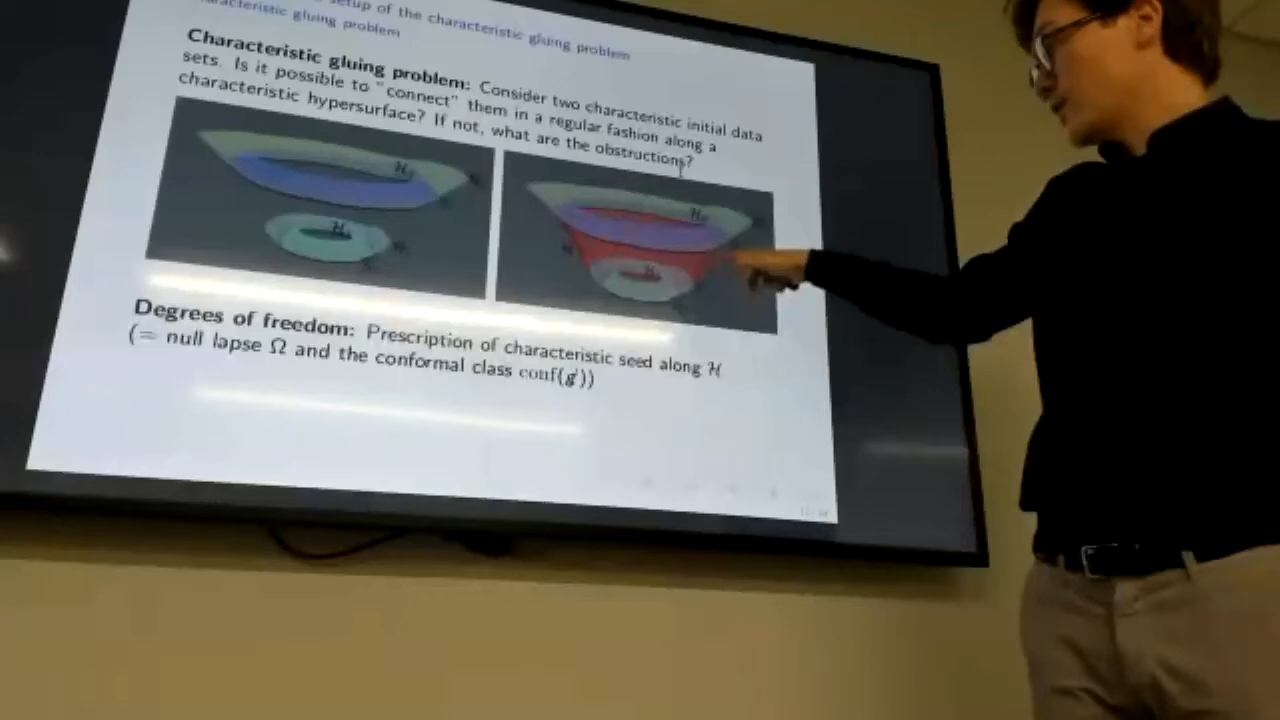 setup of the characteristic gluing problem
characteristic gluing problem
Characteristic gluing problem: Consider two characteristic initial data
sets. Is it possible to "connect" them in a regular fashion along a
characteristic hypersurface? If not, what are the obstructions?
Degrees of freedom: Prescription of characteristic seed along ℋ
(= null lapse Ω and the conformal class conf(g̸))